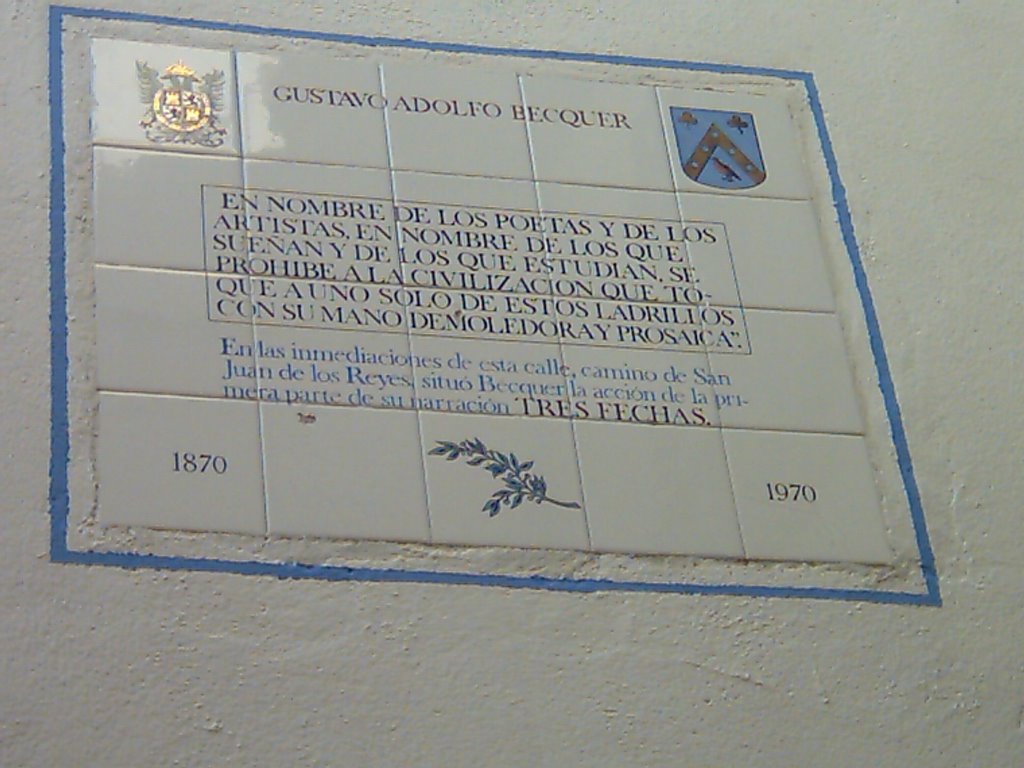 GUSTAVO ADOLFO BECQUER
EN NOMBRE DE LOS POETAS Y DE LOS
ARTISTAS, EN NOMBRE DE LOS QUE
SUEÑAN Y DE LOS QUE ESTUDIAN, SE
PROHIBE A LA CIVILIZACION QUE TO-
QUE A UNO SOLO DE ESTOS LADRILLOS
CON SU MANO DEMOLEDORA Y PROSAICA".
En las inmediaciones de esta calle, camino de San
Juan de los Reyes, situó Becquer la acción de la pri-
mera parte de su narración TRES FECHAS.
1870
1970